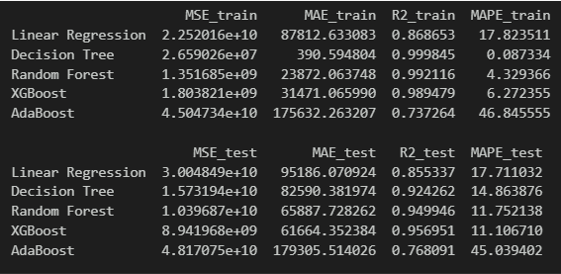 MSE_train MAE_train R2_train MAPE_train
Linear Regression 2.252016e+10 87812.633083 0.868653 17.823511
Decision Tree 2.659026e+07 390.594804 0.999845 0.087334
Random Forest 1.351685e+09 23872.063748 0.992116 4.329366
XGBoost 1.803821e+09 31471.065990 0.989479 6.272355
AdaBoost 4.504734e+10 175632.263207 0.737264 46.845555
MSE_test MAE_test R2_test MAPE_test
Linear Regression 3.004849e+10 95186.070924 0.855337 17.711032
Decision Tree 1.573194e+10 82590.381974 0.924262 14.863876
Random Forest 1.039687e+10 65887.728262 0.949946 11.752138
XGBoost 8.941968e+09 61664.352384 0.956951 11.106710
AdaBoost 4.817075e+10 179305.514026 0.768091 45.039402